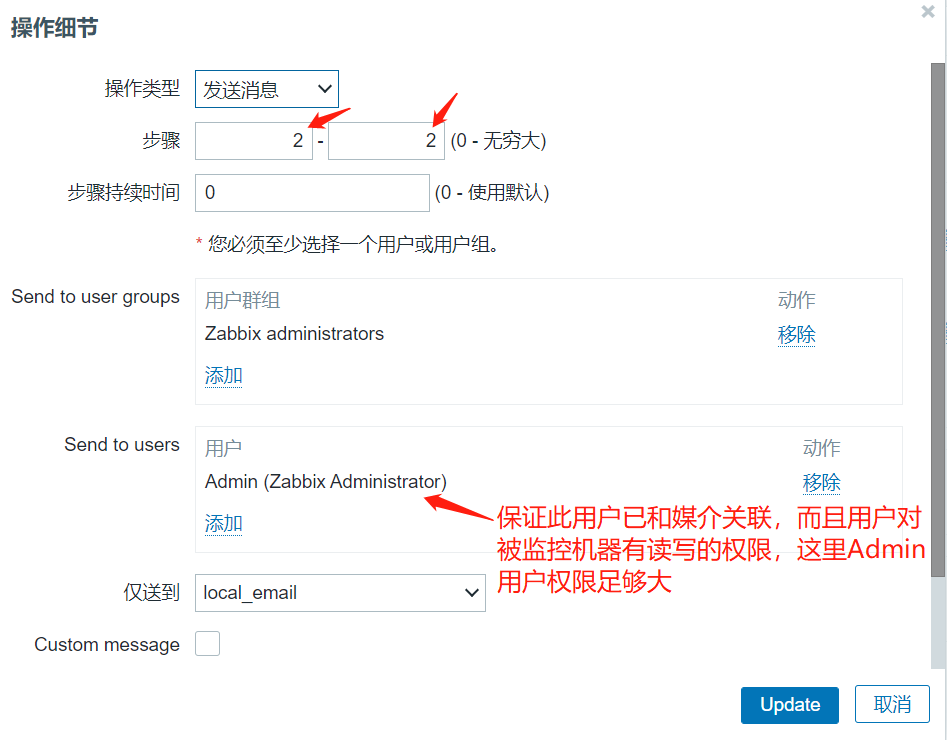 操作细节
操作类型 发送消息
步骤 2 - 2 (0 - 无穷大)
步骤持续时间 0 (0 - 使用默认)
* 您必须至少选择一个用户或用户组。
Send to user groups 用户群组 动作
Zabbix administrators 移除
添加
Send to users 用户 动作
Admin (Zabbix Administrator) 移除
添加
保证此用户已和媒介关联，而且用户对
被监控机器有读写的权限，这里Admin
用户权限足够大
仅送到 local_email
Custom message
Update 取消